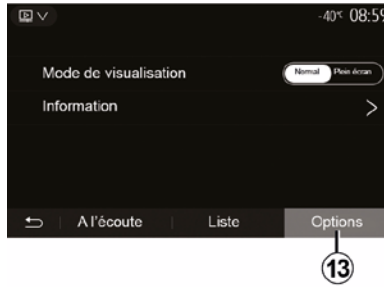 -40°C 08:59
Mode de visualisation
Normal Plein écran
Information >
A l'écoute Liste Options
13